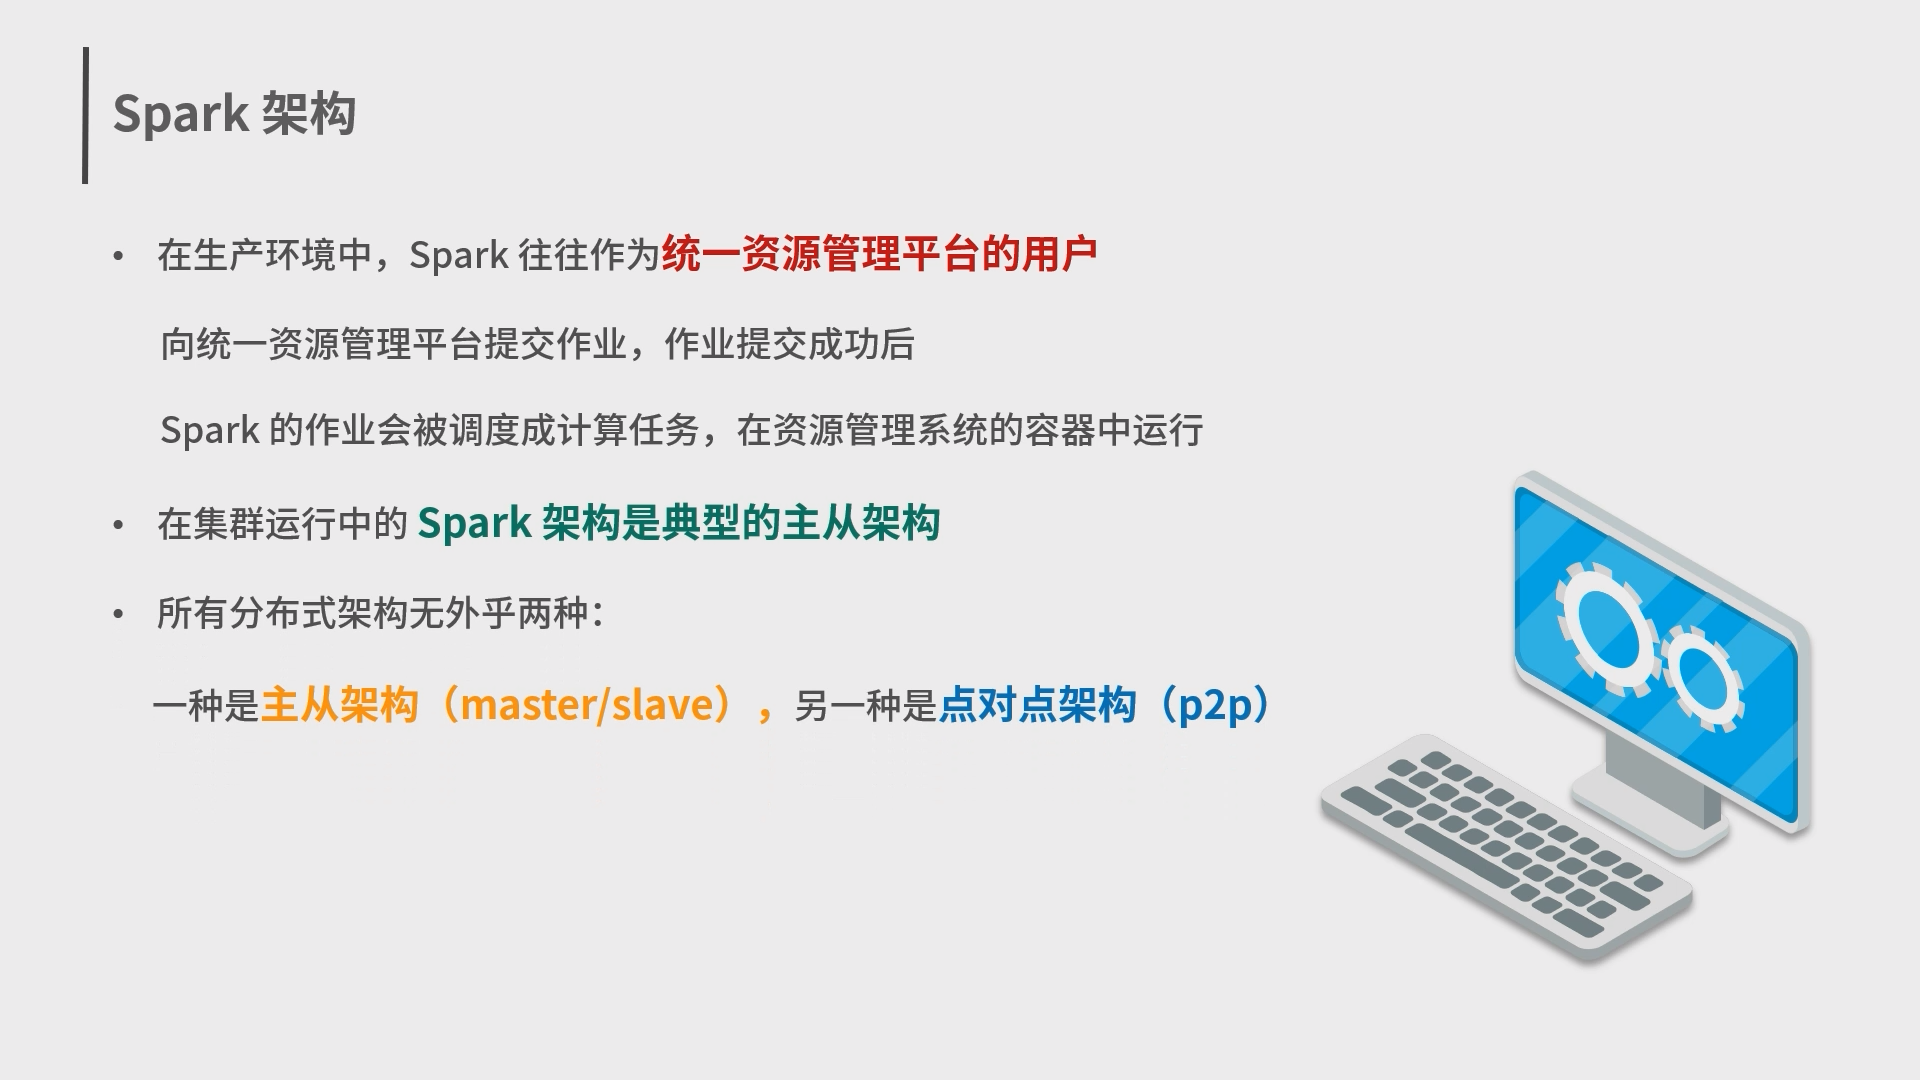 Spark 架构
• 在生产环境中，Spark 往往作为统一资源管理平台的用户
向统一资源管理平台提交作业，作业提交成功后
Spark 的作业会被调度成计算任务，在资源管理系统的容器中运行
• 在集群运行中的 Spark 架构是典型的主从架构
• 所有分布式架构无外乎两种：
一种是主从架构（master/slave），另一种是点对点架构（p2p）